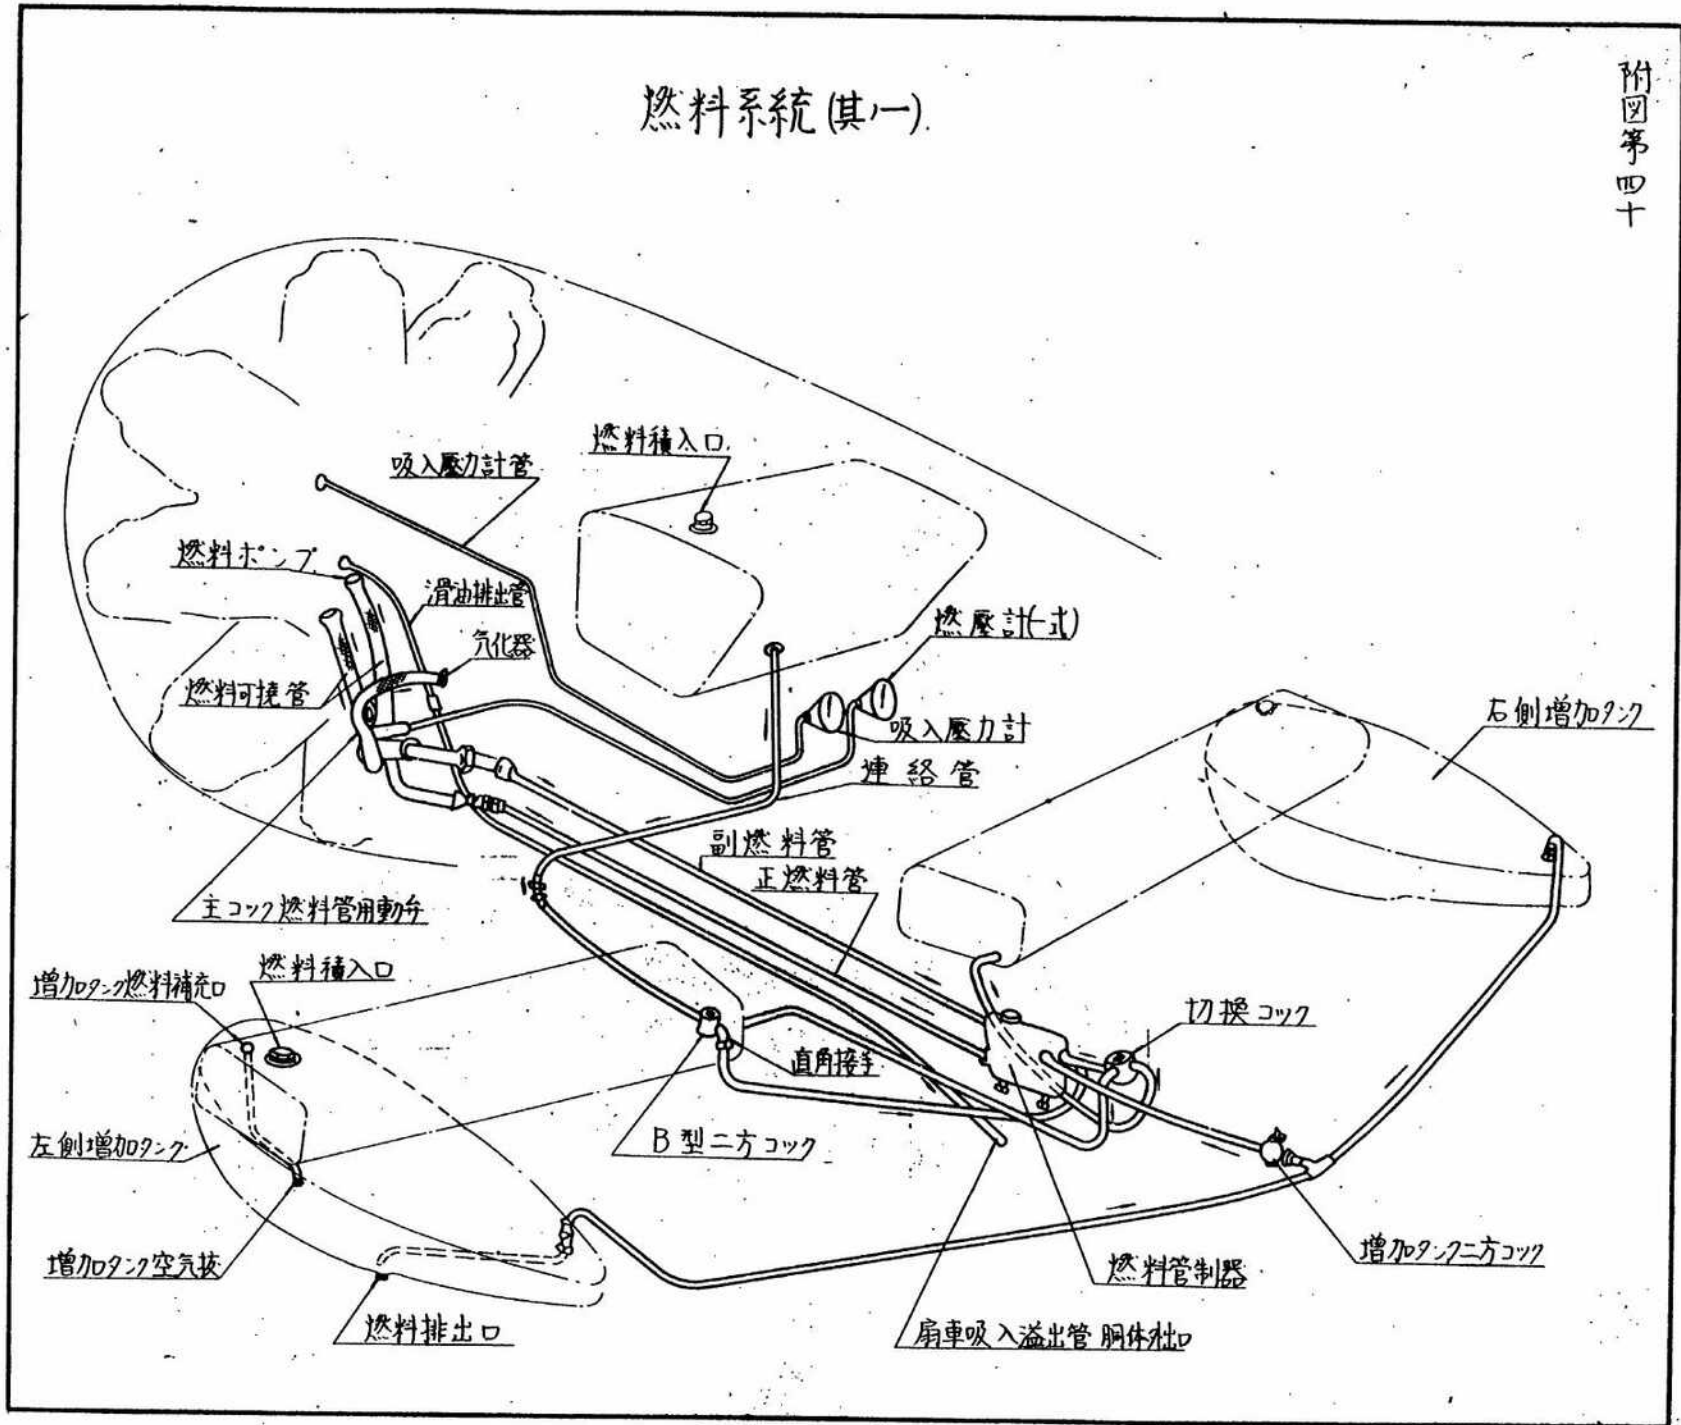 附図第四十
燃料系統(其ノ一)
燃料積入口
吸入壓力計管
燃料ポンプ
滑油排出管
気化器
燃壓計(一式)
燃料可撓管
吸入壓力計
右側増加タンク
連絡管
副燃料管
正燃料管
主コック燃料管用動弁
増加タンク燃料補充口
燃料積入口
切換コック
直角接手
左側増加タンク
B型二方コック
増加タンク空気抜
増加タンク二方コック
燃料管制器
燃料排出口
扇車吸入溢出管